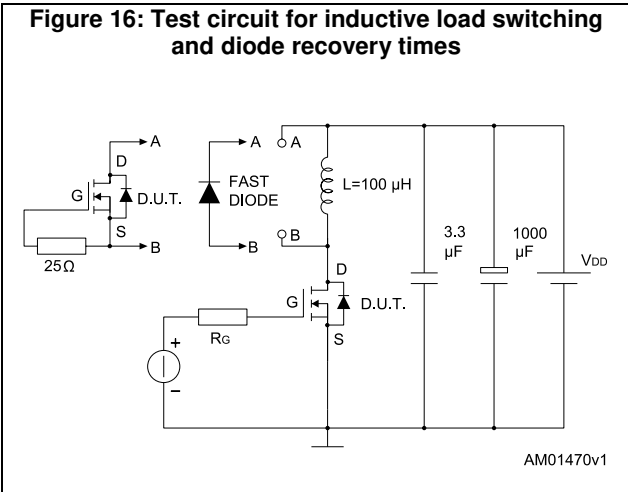 Figure 16: Test circuit for inductive load switching
and diode recovery times
A
D
G
D.U.T.
S
B
25Ω
A
FAST
DIODE
B
A
L=100 µH
B
D
G
D.U.T.
S
RG
+
−
3.3
µF
1000
µF
VDD
AM01470v1